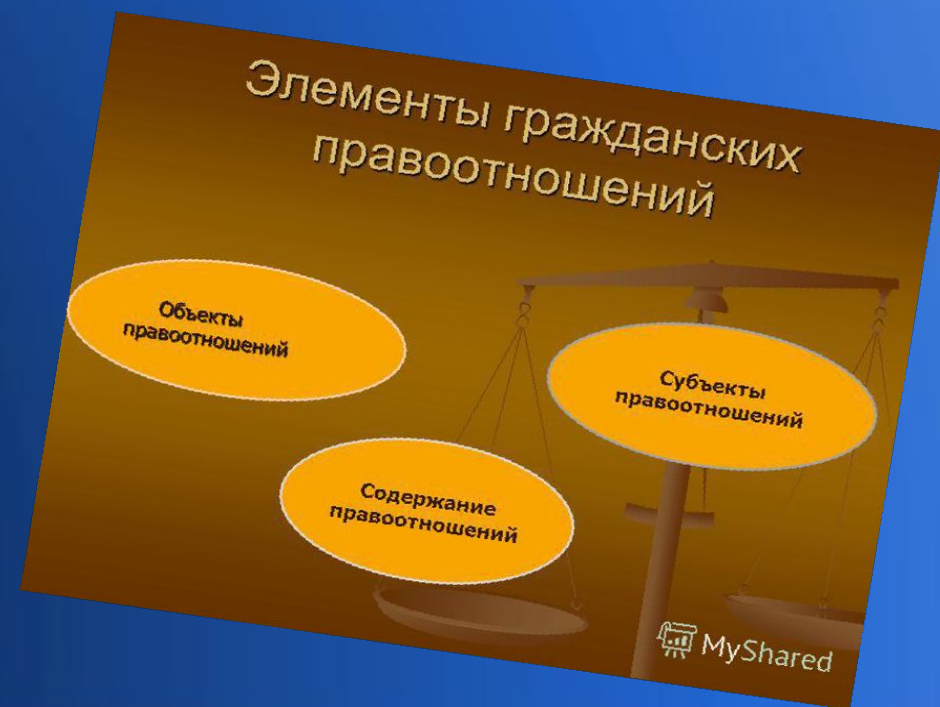 Элементы гражданских
правоотношений
Объекты
правоотношений
Субъекты
правоотношений
Содержание
правоотношений
MyShared